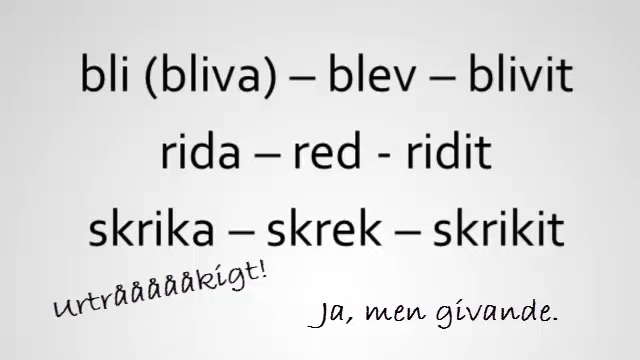 bli (bliva) – blev – blivit
rida – red - ridit
skrika – skrek – skrikit
Urtråååååkigt!
Ja, men givande.